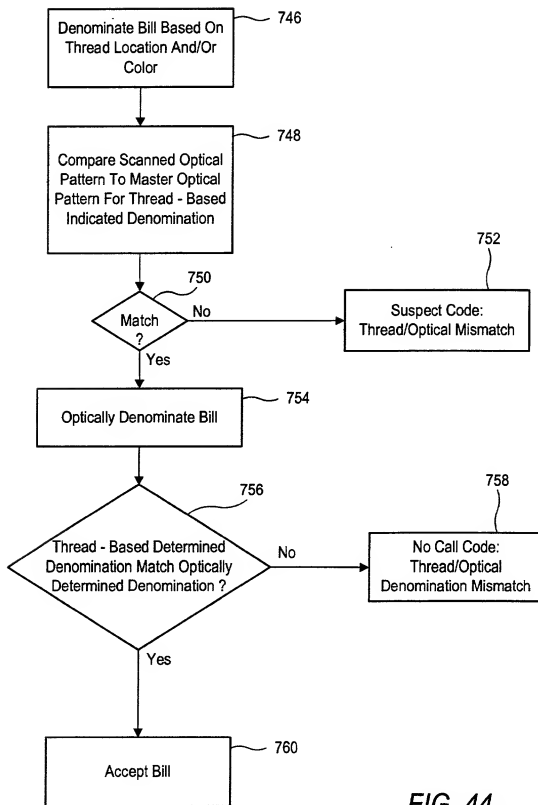 746
Denominate Bill Based On
Thread Location And/Or
Color
748
Compare Scanned Optical
Pattern To Master Optical
Pattern For Thread - Based
Indicated Denomination
750
Match
?
No
Yes
752
Suspect Code:
Thread/Optical Mismatch
754
Optically Denominate Bill
756
Thread - Based Determined
Denomination Match Optically
Determined Denomination ?
No
Yes
758
No Call Code:
Thread/Optical
Denomination Mismatch
760
Accept Bill
FIG. 44